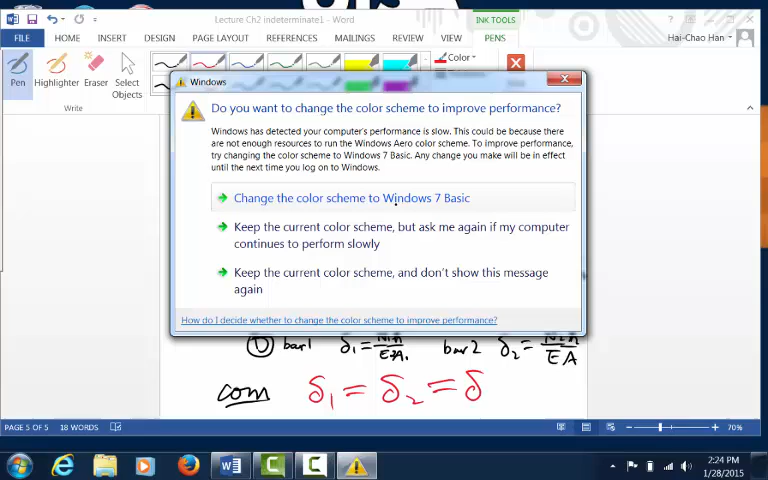 Lecture Ch2 indeterminate1 - Word
INK TOOLS
FILE HOME INSERT DESIGN PAGE LAYOUT REFERENCES MAILINGS REVIEW VIEW PENS
Hai-Chao Han
Pen Highlighter Eraser Select Objects
Color
Write
Windows
Do you want to change the color scheme to improve performance?
Windows has detected your computer's performance is slow. This could be because there
are not enough resources to run the Windows Aero color scheme. To improve performance,
try changing the color scheme to Windows 7 Basic. Any change you make will be in effect
until the next time you log on to Windows.
Change the color scheme to Windows 7 Basic
Keep the current color scheme, but ask me again if my computer
continues to perform slowly
Keep the current color scheme, and don't show this message
again
How do I decide whether to change the color scheme to improve performance?
① bar1 δ₁ = bar2 δ₂ =
com δ₁ = δ₂ = δ
PAGE 5 OF 5 18 WORDS
70%
2:24 PM
1/28/2015